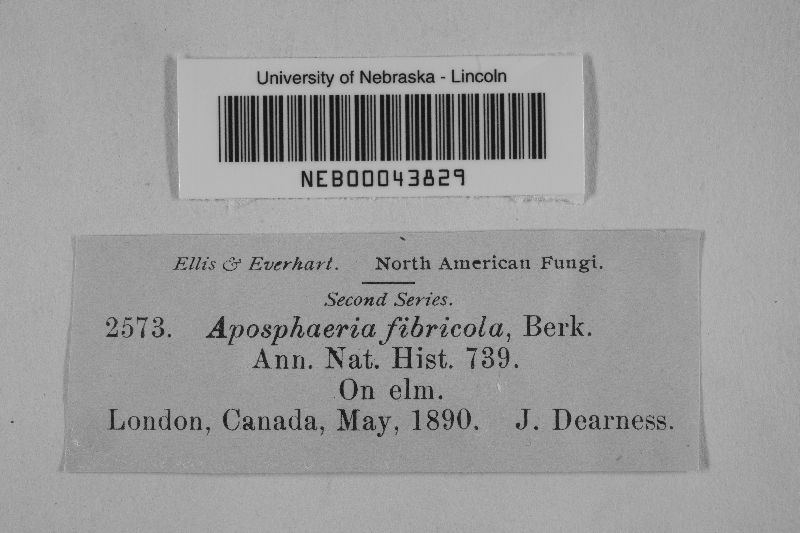 University of Nebraska - Lincoln
NEB00043829
Ellis & Everhart. North American Fungi.
Second Series.
2573. Aposphaeria fibricola, Berk.
Ann. Nat. Hist. 739.
On elm.
London, Canada, May, 1890. J. Dearness.